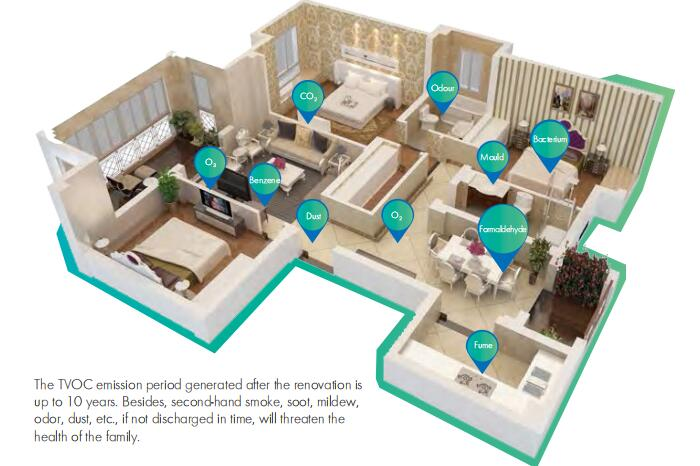 Odour
CO₂
Bacterium
Mould
O₃
Benzene
Dust
O₂
Formaldehyde
Fume
The TVOC emission period generated after the renovation is
up to 10 years. Besides, second-hand smoke, soot, mildew,
odor, dust, etc., if not discharged in time, will threaten the
health of the family.